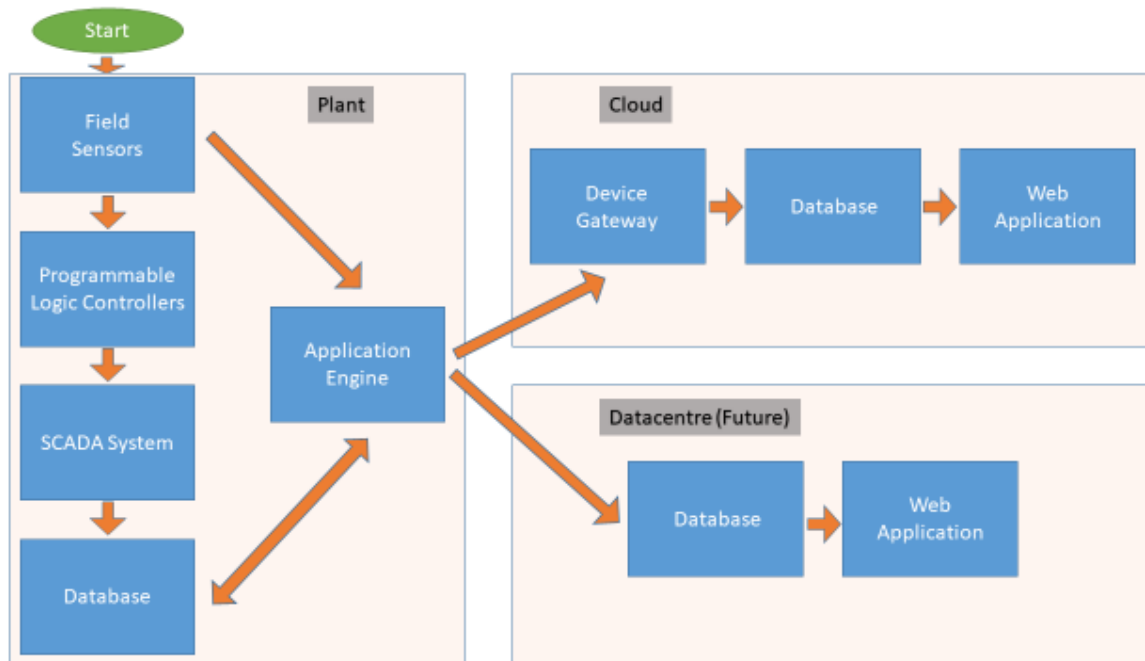 Start
Plant
Field
Sensors
Programmable
Logic Controllers
SCADA System
Database
Application
Engine
Cloud
Device
Gateway
Database
Web
Application
Datacentre (Future)
Database
Web
Application